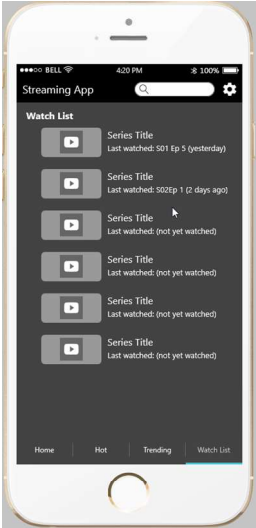 BELL 4:20 PM 100%
Streaming App
Watch List
Series Title
Last watched: S01 Ep 5 (yesterday)
Series Title
Last watched: S02Ep 1 (2 days ago)
Series Title
Last watched: (not yet watched)
Series Title
Last watched: (not yet watched)
Series Title
Last watched: (not yet watched)
Series Title
Last watched: (not yet watched)
Home Hot Trending Watch List